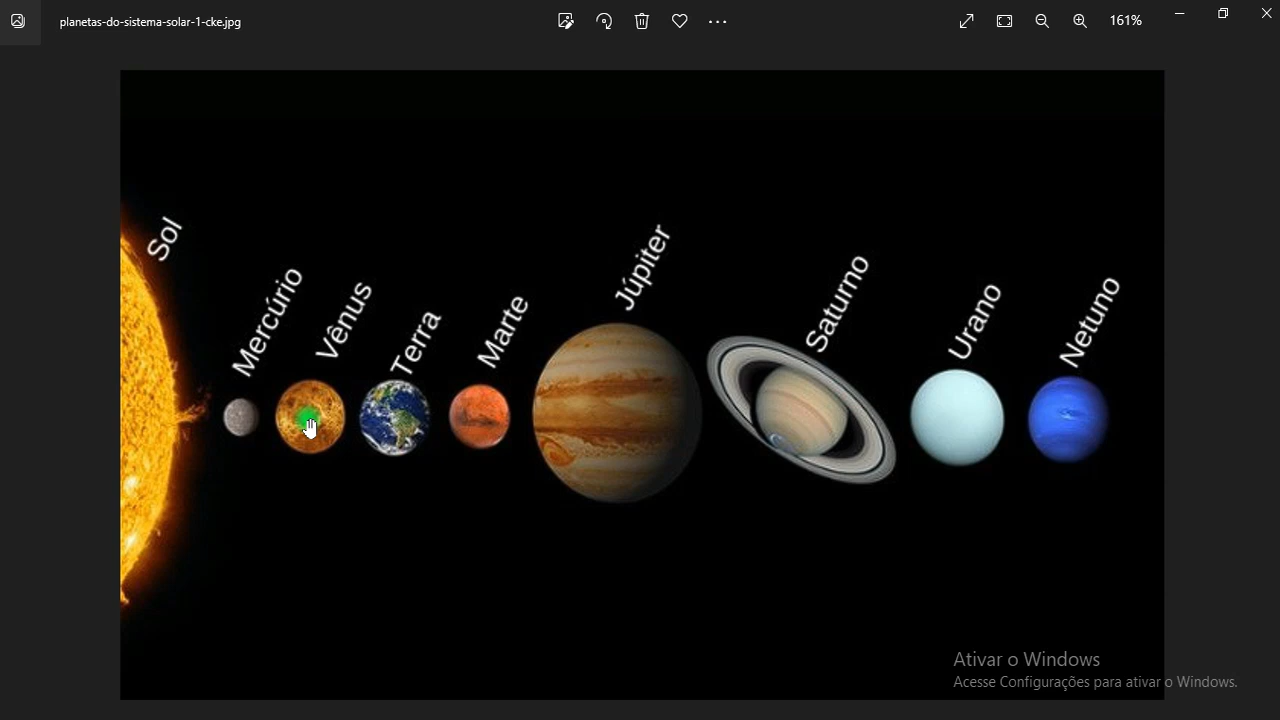 planetas-do-sistema-solar-1-cke.jpg
161%
Sol
Mercúrio
Vênus
Terra
Marte
Júpiter
Saturno
Urano
Netuno
Ativar o Windows
Acesse Configurações para ativar o Windows.